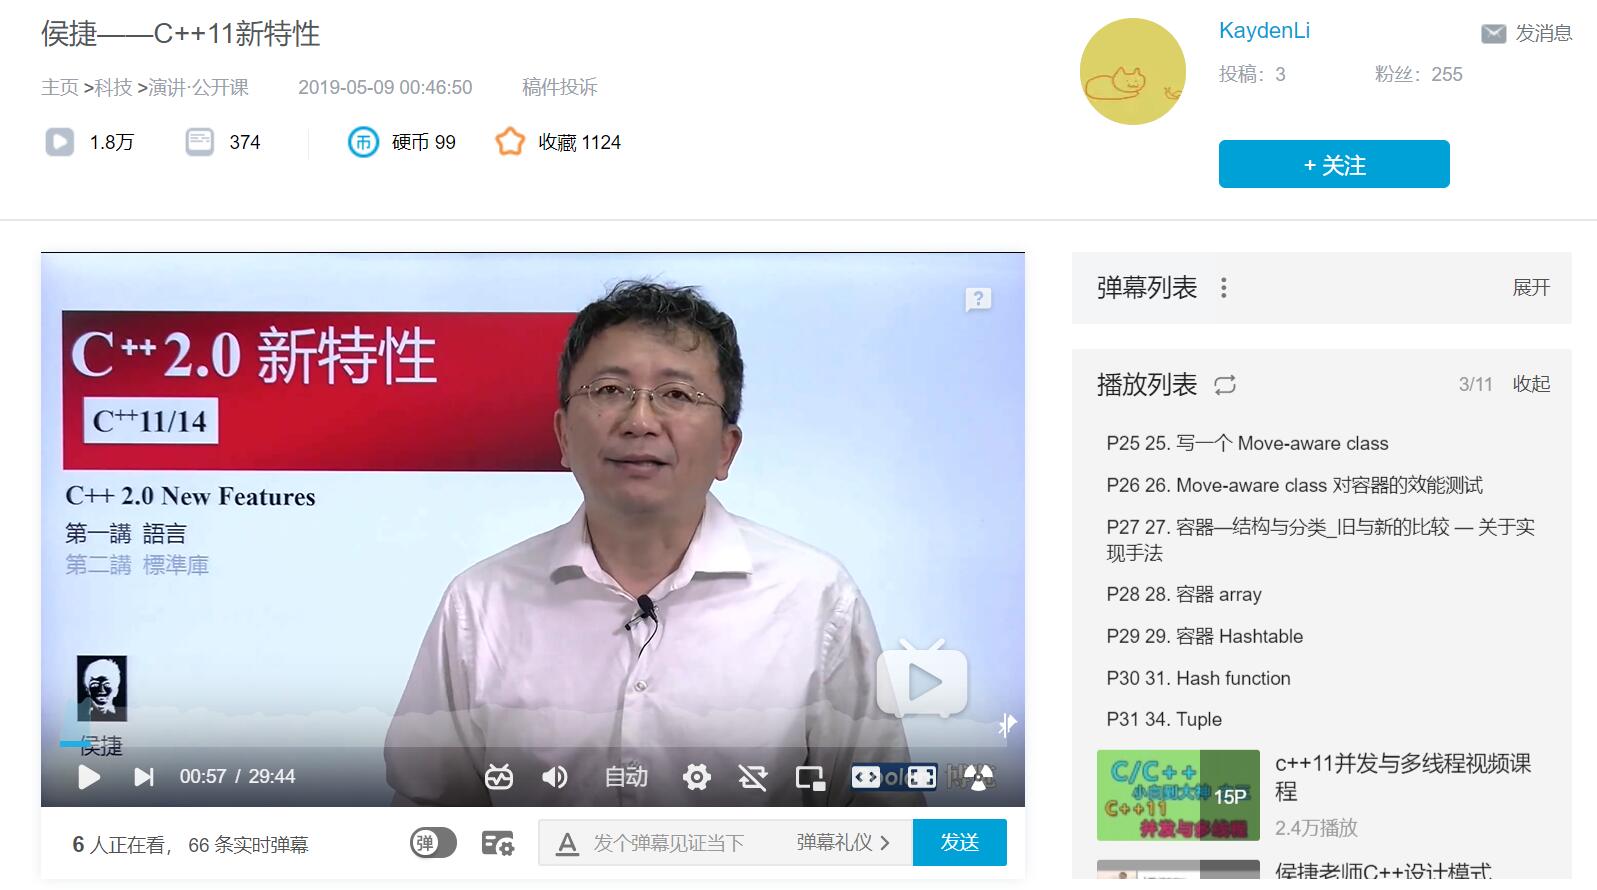 侯捷——C++11新特性
主页 >科技 >演讲·公开课 2019-05-09 00:46:50 稿件投诉
1.8万 374 硬币 99 收藏 1124
KaydenLi
发消息
投稿：3 粉丝：255
+ 关注
C++2.0 新特性
C++11/14
C++ 2.0 New Features
第一講 語言
第二講 標準庫
侯捷
00:57 / 29:44
自动
6 人正在看， 66 条实时弹幕
弹
发个弹幕见证当下
弹幕礼仪 >
发送
弹幕列表
展开
播放列表
3/11 收起
P25 25. 写一个 Move-aware class
P26 26. Move-aware class 对容器的效能测试
P27 27. 容器—结构与分类_旧与新的比较 — 关于实
现手法
P28 28. 容器 array
P29 29. 容器 Hashtable
P30 31. Hash function
P31 34. Tuple
C/C++
C++11
并发与多线程
15P
c++11并发与多线程视频课
程
2.4万播放
侯捷老师C++设计模式